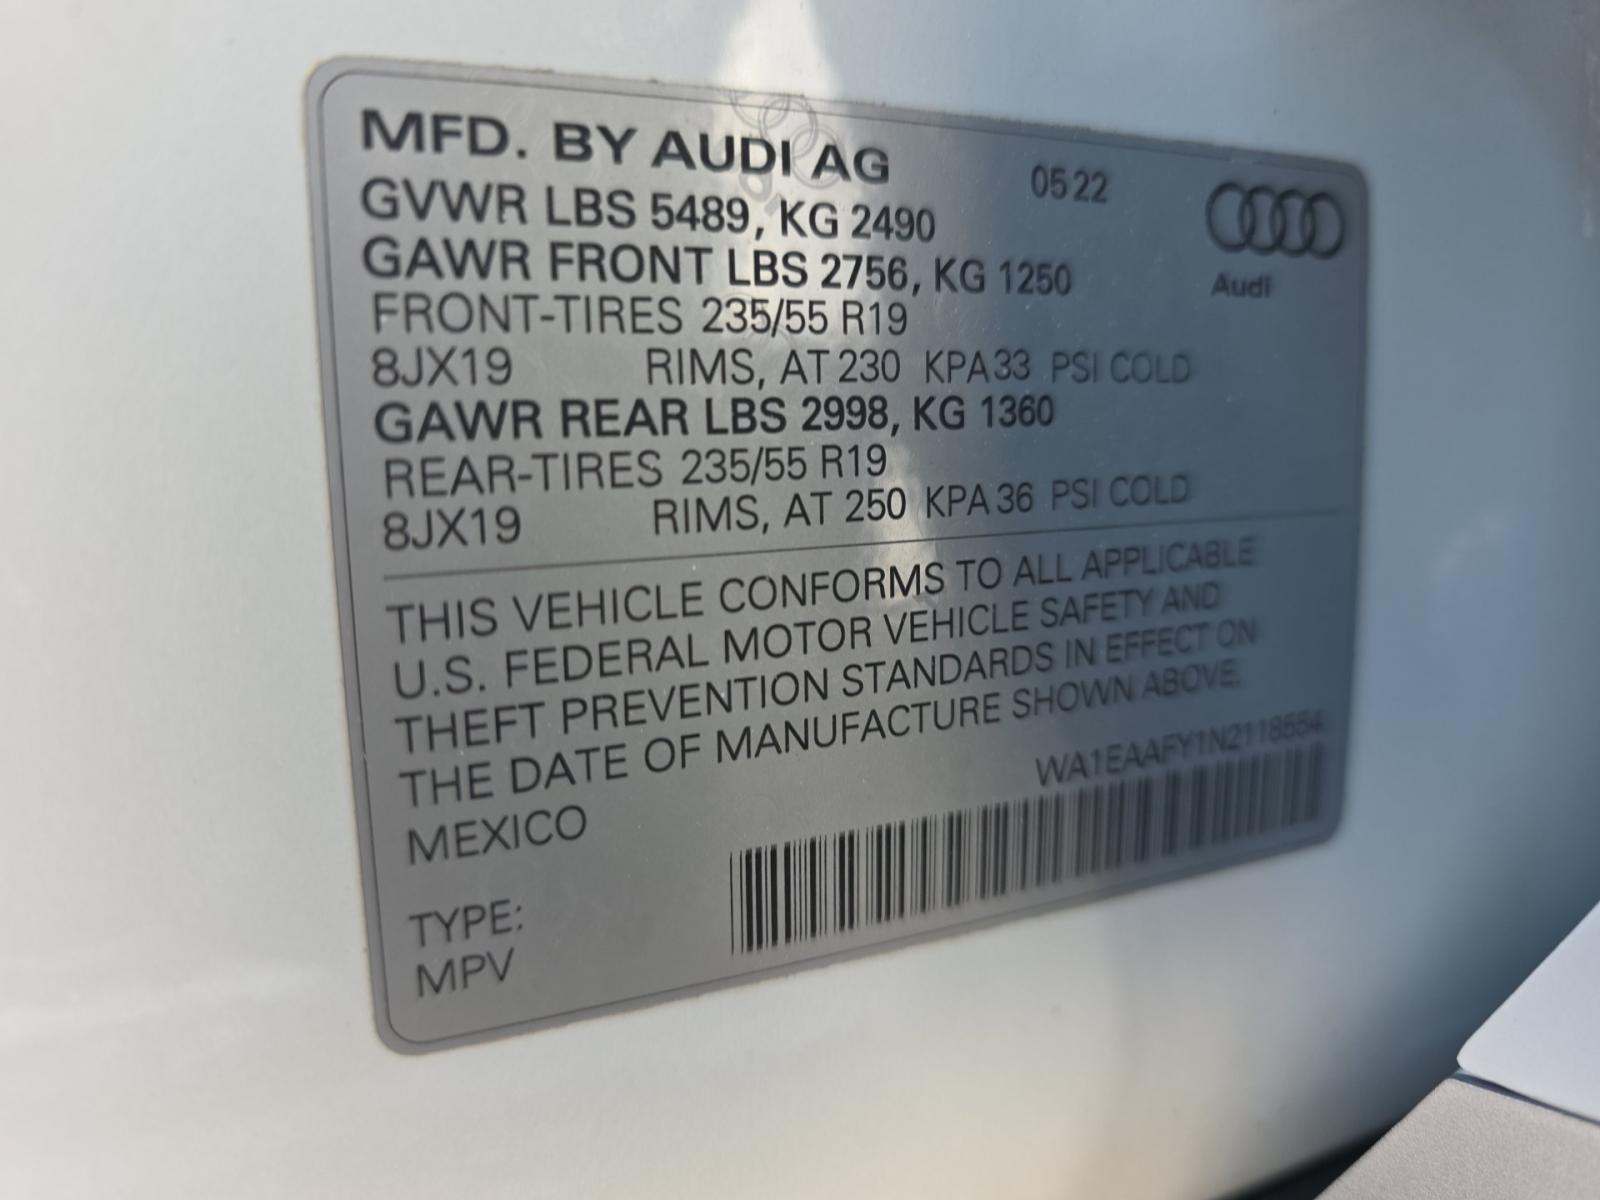 MFD. BY AUDI AG 05 22
GVWR LBS 5489, KG 2490
GAWR FRONT LBS 2756, KG 1250
Audi
FRONT-TIRES 235/55 R19
8JX19 RIMS, AT 230 KPA 33 PSI COLD
GAWR REAR LBS 2998, KG 1360
REAR-TIRES 235/55 R19
8JX19 RIMS, AT 250 KPA 36 PSI COLD
THIS VEHICLE CONFORMS TO ALL APPLICABLE
U.S. FEDERAL MOTOR VEHICLE SAFETY AND
THEFT PREVENTION STANDARDS IN EFFECT ON
THE DATE OF MANUFACTURE SHOWN ABOVE.
WA1EAAFY1N2118554
MEXICO
TYPE:
MPV